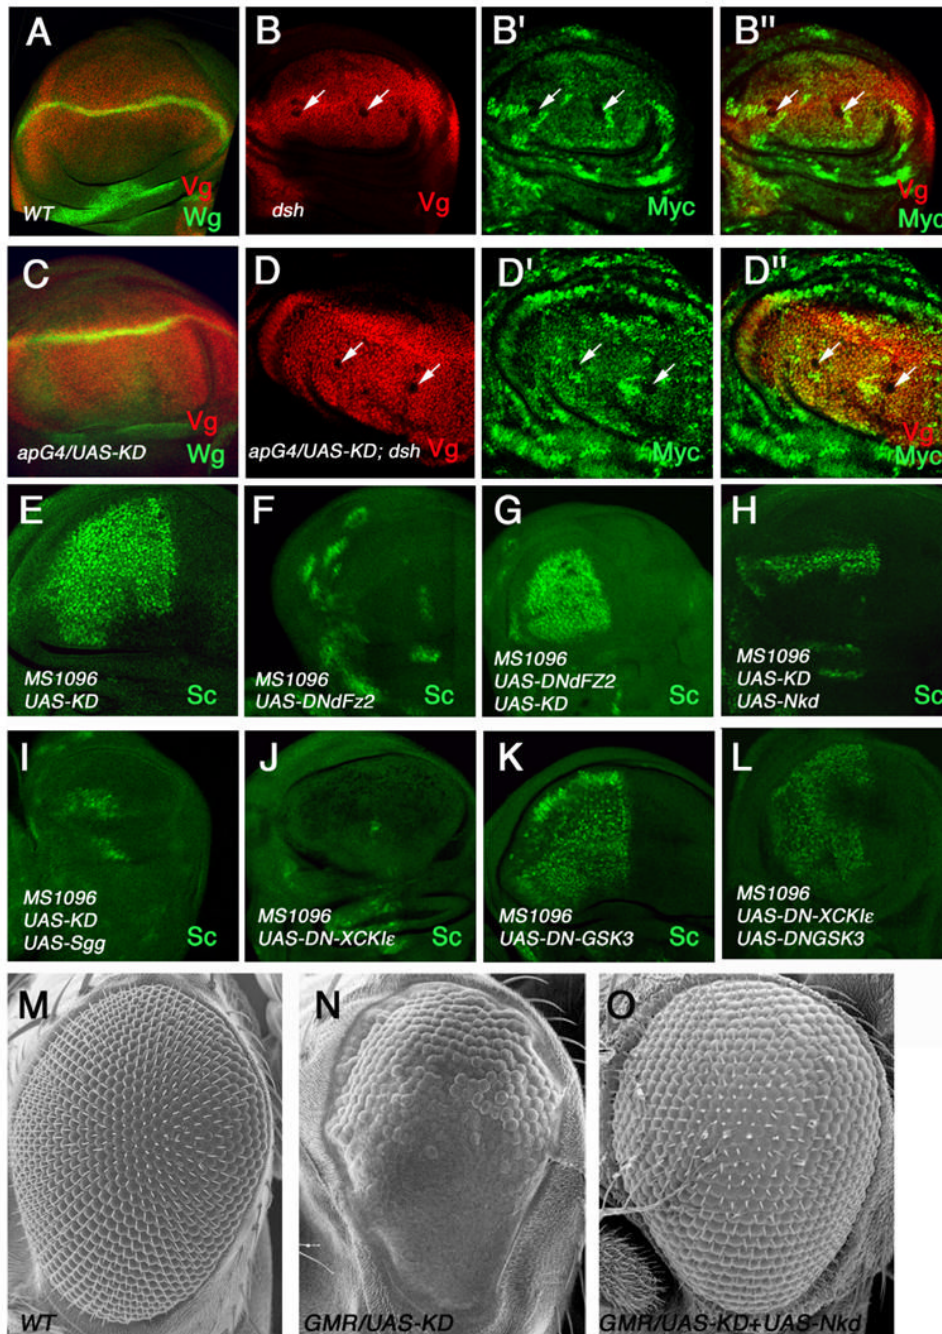 A
WT
Vg
Wg
B
dsh
Vg
B'
Myc
B"
Vg
Myc
C
apG4/UAS-KD
Vg
Wg
D
apG4/UAS-KD; dsh
Vg
D'
Myc
D"
Vg
Myc
E
MS1096
UAS-KD
Sc
F
MS1096
UAS-DNdFz2
Sc
G
MS1096
UAS-DNdFZ2
UAS-KD
Sc
H
MS1096
UAS-KD
UAS-Nkd
Sc
I
MS1096
UAS-KD
UAS-Sgg
Sc
J
MS1096
UAS-DN-XCKIε
Sc
K
MS1096
UAS-DN-GSK3
Sc
L
MS1096
UAS-DN-XCKIε
UAS-DNGSK3
Sc
M
WT
N
GMR/UAS-KD
O
GMR/UAS-KD+UAS-Nkd